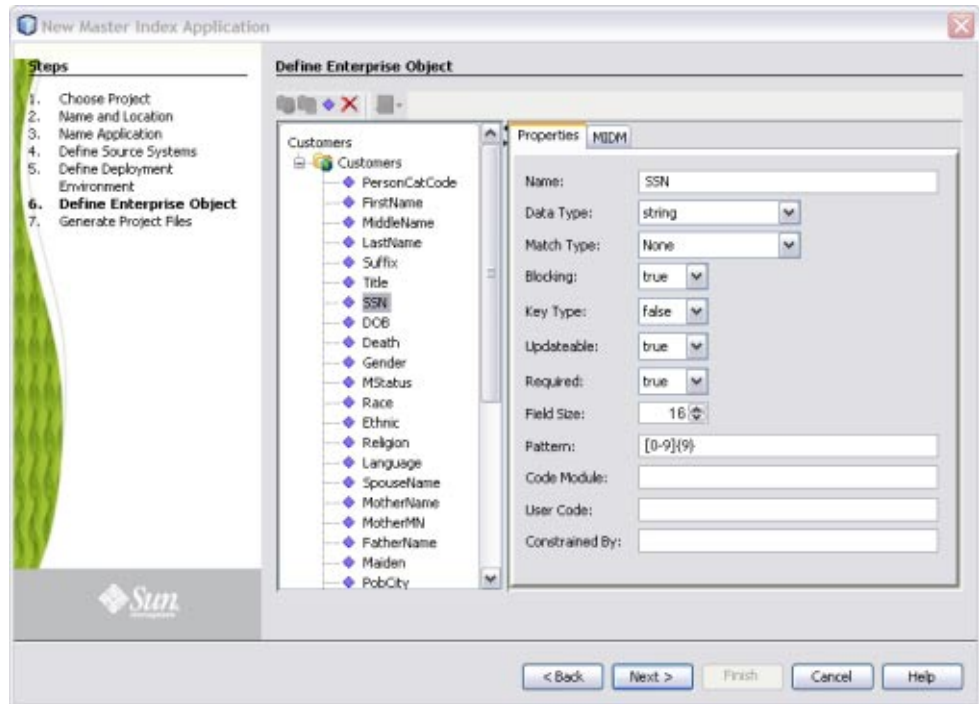 New Master Index Application
Steps
1. Choose Project
2. Name and Location
3. Name Application
4. Define Source Systems
5. Define Deployment
Environment
6. Define Enterprise Object
7. Generate Project Files
Sun
Define Enterprise Object
Customers
Customers
PersonCatCode
FirstName
MiddleName
LastName
Suffix
Title
SSN
DOB
Death
Gender
MStatus
Race
Ethnic
Religion
Language
SpouseName
MotherName
MotherMN
FatherName
Maiden
PobCity
Properties MIDM
Name: SSN
Data Type: string
Match Type: None
Blocking: true
Key Type: false
Updateable: true
Required: true
Field Size: 16
Pattern: [0-9]{9}
Code Module:
User Code:
Constrained By:
< Back Next > Finish Cancel Help